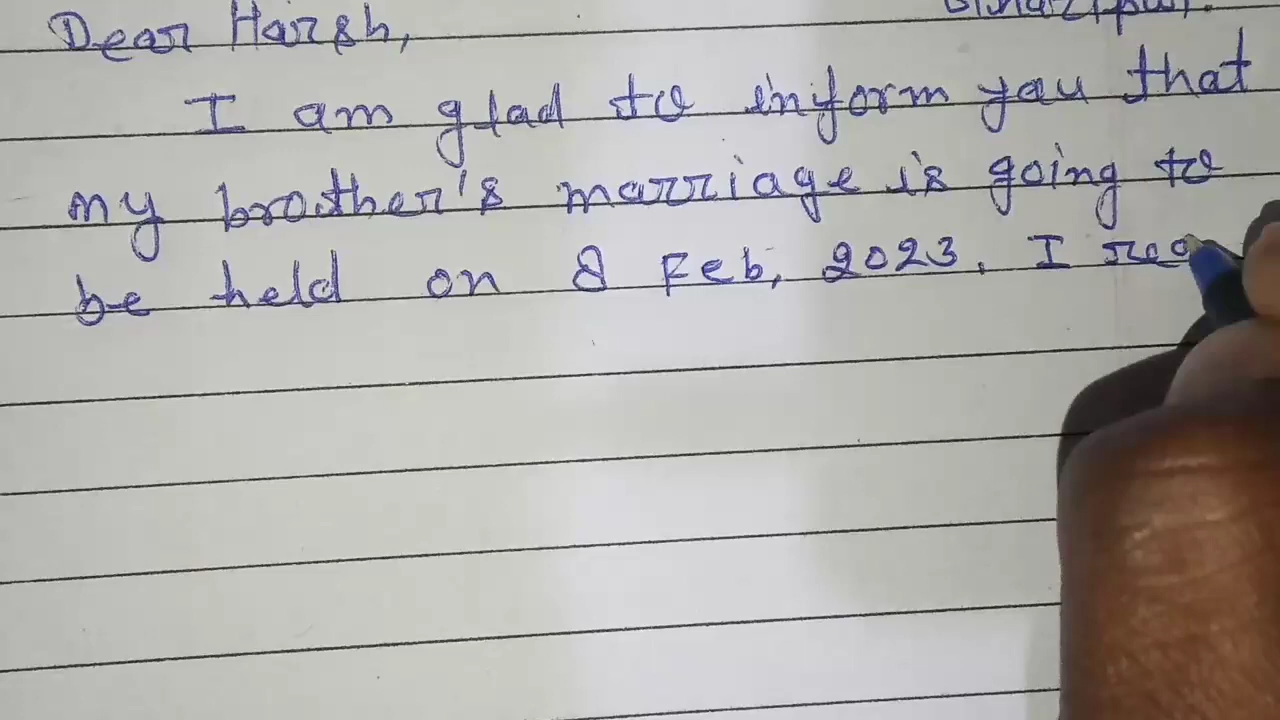 Dear Harsh,
I am glad to inform you that
my brother's marriage is going to
be held on 8 Feb, 2023. I